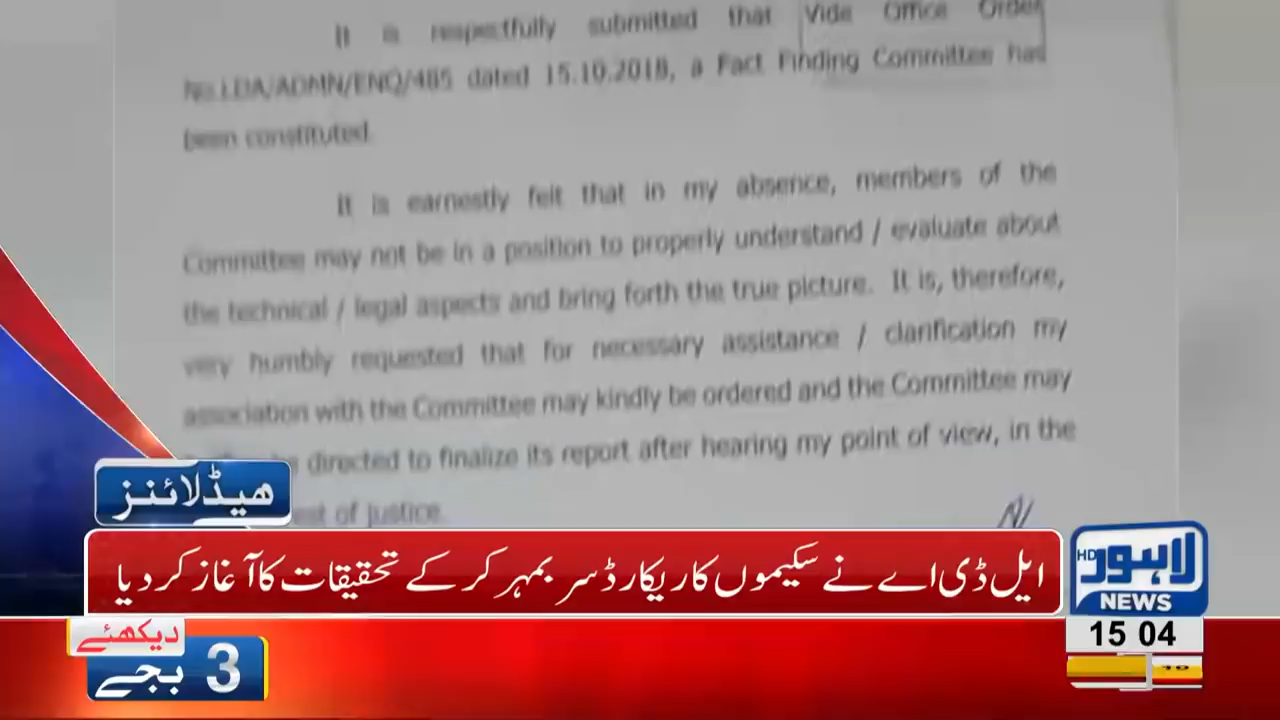 It is respectfully submitted that Vide Office Order
No.LDA/ADMN/ENQ/485 dated 15.10.2018, a Fact Finding Committee has
been constituted.
It is earnestly felt that in my absence, members of the
Committee may not be in a position to properly understand / evaluate about
the technical / legal aspects and bring forth the true picture. It is, therefore,
very humbly requested that for necessary assistance / clarification my
association with the Committee may kindly be ordered and the Committee may
directed to finalize its report after hearing my point of view, in the
of justice.
ہیڈلائنز
ایل ڈی اے نے سکیموں کا ریکارڈ سر بمہر کر کے تحقیقات کا آغاز کر دیا
لاہور HD
NEWS
15 04
دیکھئے
3 بجے